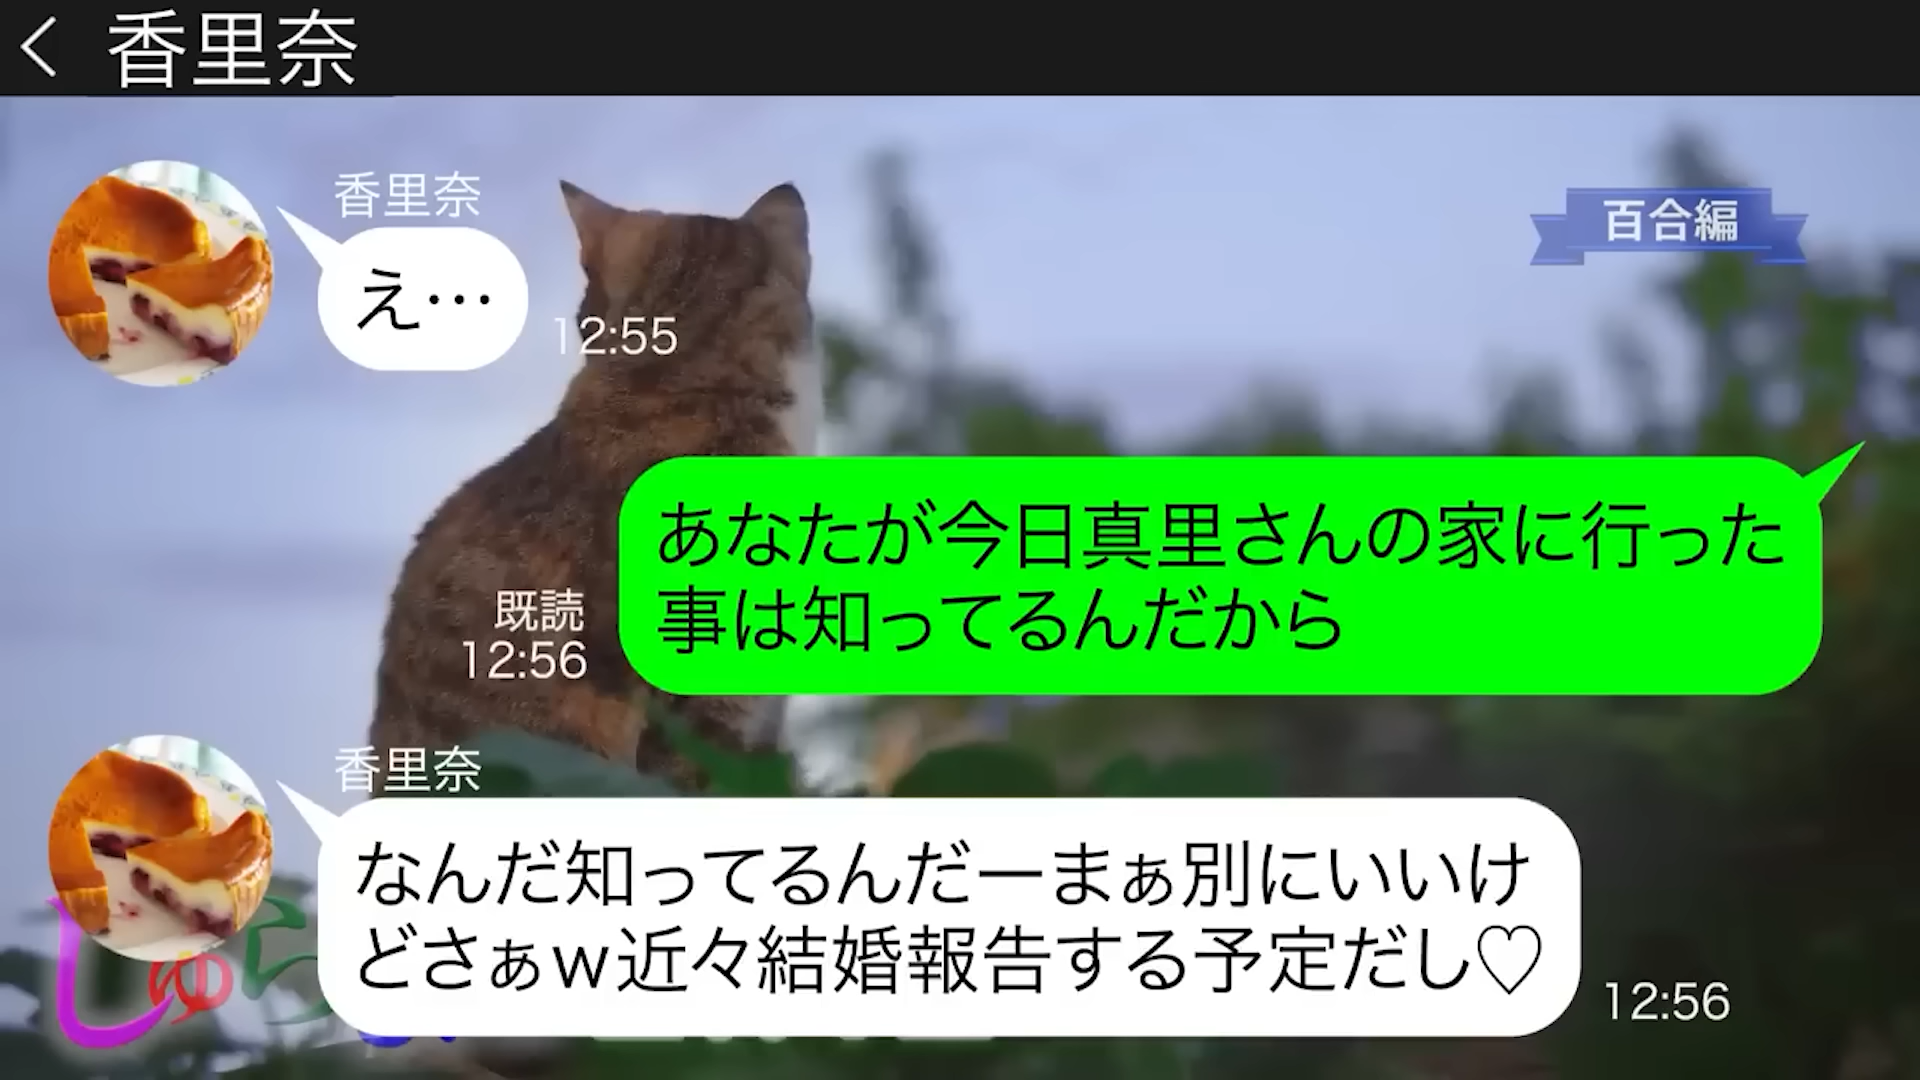 香里奈
百合編
香里奈
え…
12:55
あなたが今日真里さんの家に行った
事は知ってるんだから
既読
12:56
香里奈
なんだ知ってるんだーまぁ別にいいけ
どさぁｗ近々結婚報告する予定だし♡
12:56
しゅら